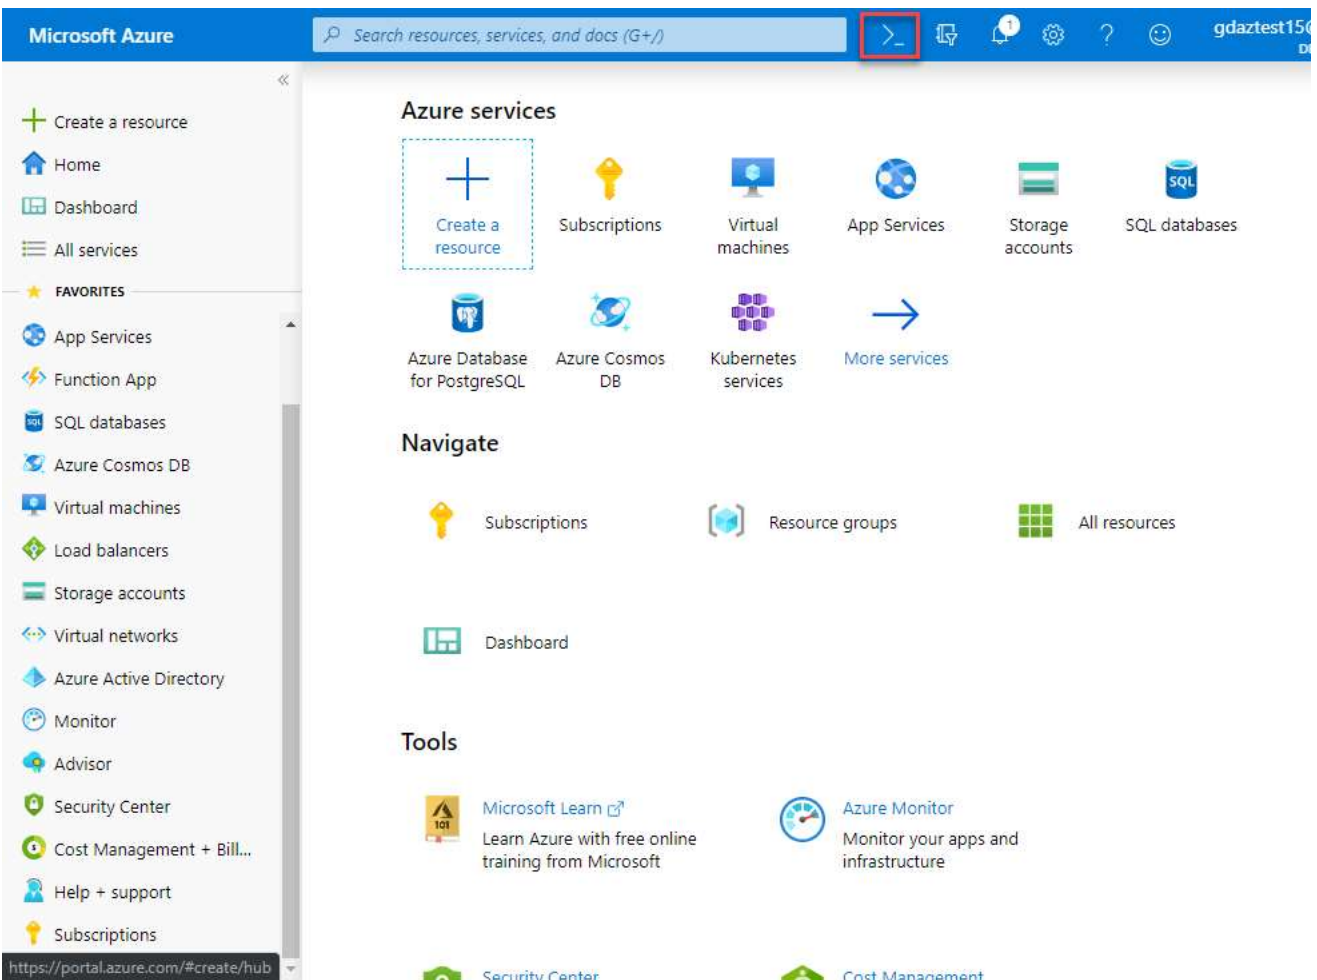 Microsoft Azure
Search resources, services, and docs (G+/)
>_
1
?
gdaztest15
«
Create a resource
Home
Dashboard
All services
FAVORITES
App Services
Function App
SQL databases
Azure Cosmos DB
Virtual machines
Load balancers
Storage accounts
Virtual networks
Azure Active Directory
Monitor
Advisor
Security Center
Cost Management + Bill...
Help + support
Subscriptions
https://portal.azure.com/#create/hub
Azure services
Create a
resource
Subscriptions
Virtual
machines
App Services
Storage
accounts
SQL
SQL databases
Azure Database
for PostgreSQL
Azure Cosmos
DB
Kubernetes
services
More services
Navigate
Subscriptions
Resource groups
All resources
Dashboard
Tools
101
Microsoft Learn
Learn Azure with free online
training from Microsoft
Azure Monitor
Monitor your apps and
infrastructure
Security Center
Cost Management